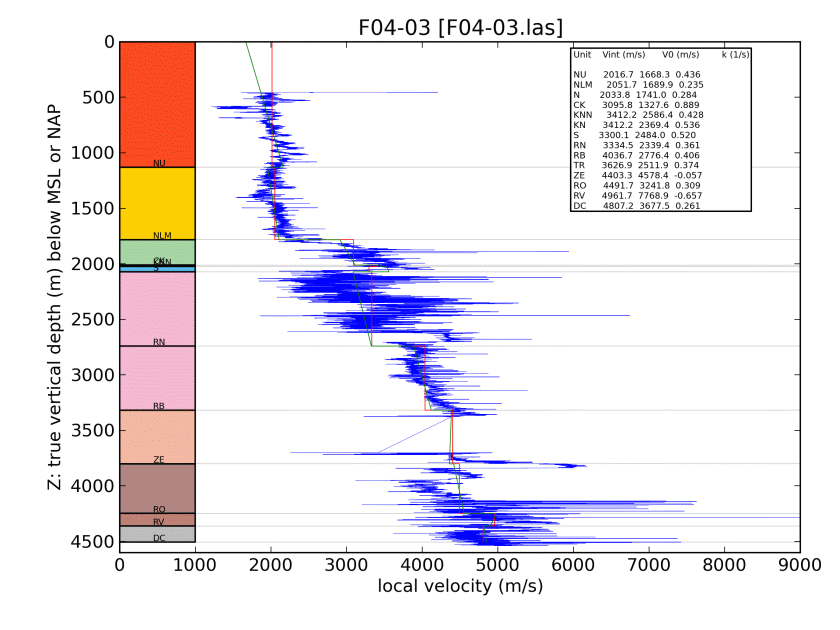 F04-03 [F04-03.las]
Unit Vint (m/s) V0 (m/s) k (1/s)
NU 2016.7 1668.3 0.436
NLM 2051.7 1689.9 0.235
N 2033.8 1741.0 0.284
CK 3095.8 1327.6 0.889
KNN 3412.2 2586.4 0.428
KN 3412.2 2369.4 0.536
S 3300.1 2484.0 0.520
RN 3334.5 2339.4 0.361
RB 4036.7 2776.4 0.406
TR 3626.9 2511.9 0.374
ZE 4403.3 4578.4 -0.057
RO 4491.7 3241.8 0.309
RV 4961.7 7768.9 -0.657
DC 4807.2 3677.5 0.261
Z: true vertical depth (m) below MSL or NAP
0
500
1000
1500
2000
2500
3000
3500
4000
4500
NU
NLM
S
RN
RB
ZE
RO
RV
DC
0 1000 2000 3000 4000 5000 6000 7000 8000 9000
local velocity (m/s)